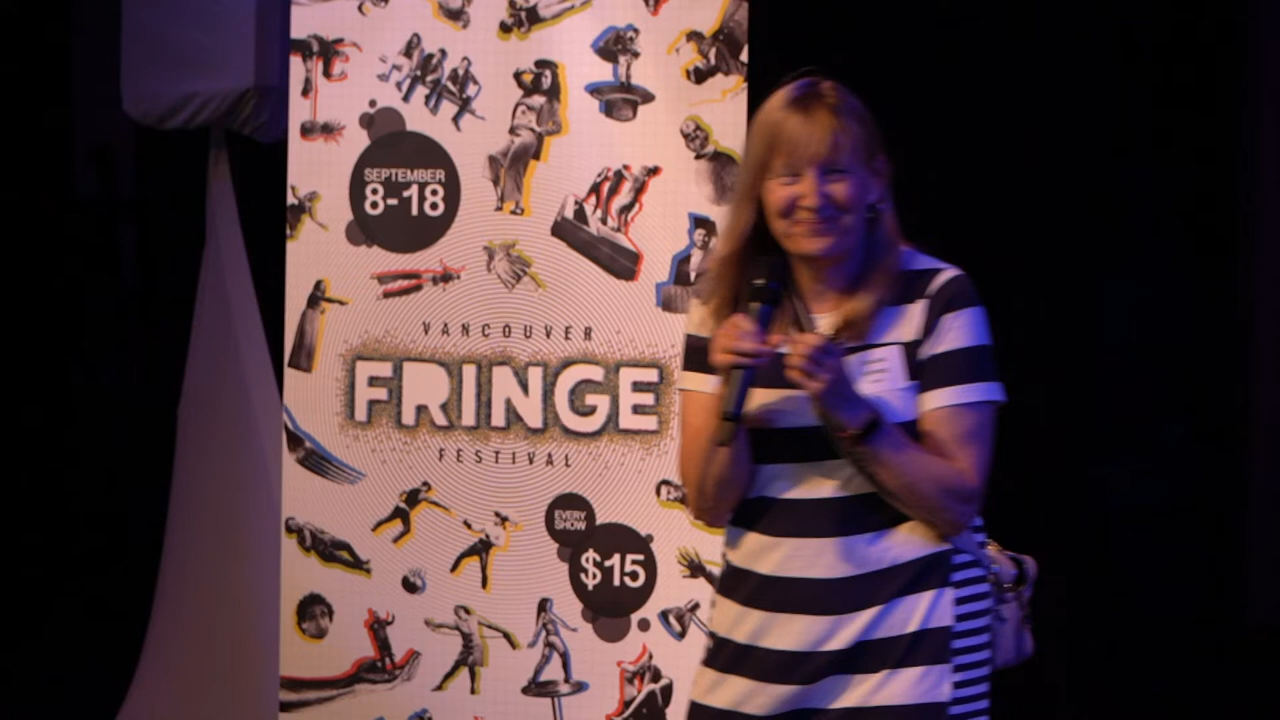 SEPTEMBER
8-18
VANCOUVER
FRINGE
FESTIVAL
EVERY
SHOW
$15